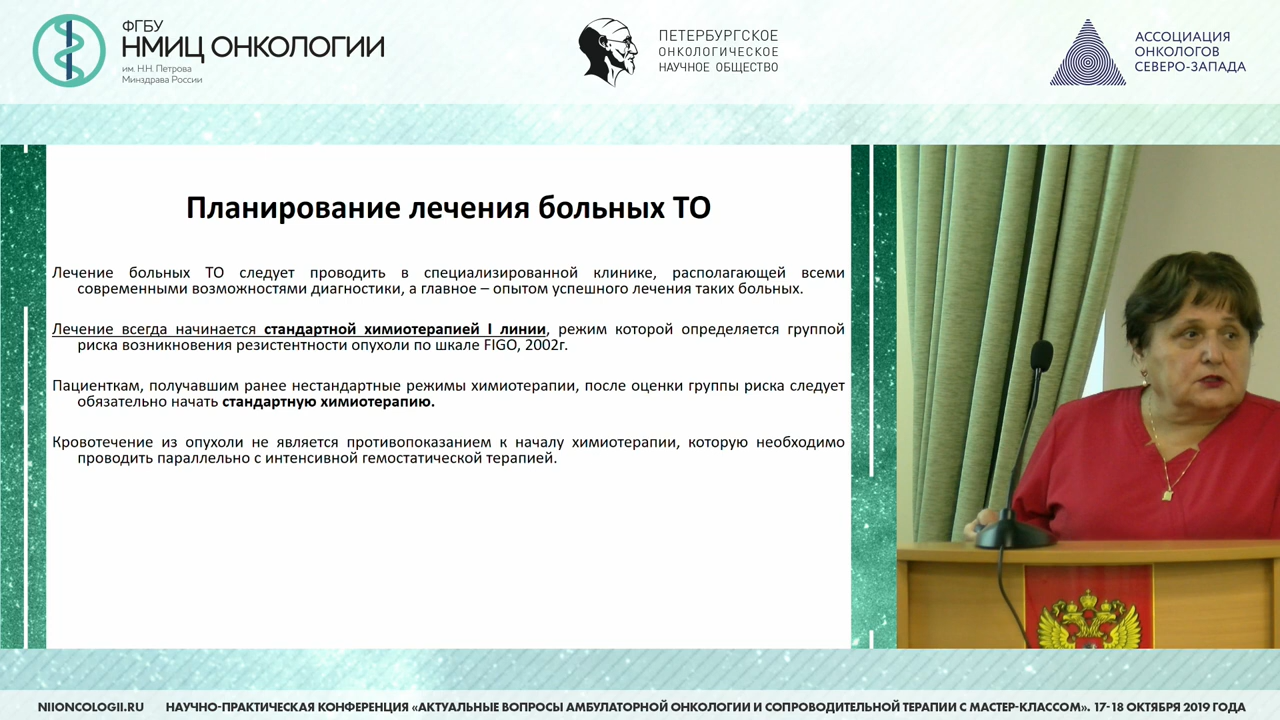 ФГБУ
НМИЦ ОНКОЛОГИИ
им. Н.Н. Петрова
Минздрава России
ПЕТЕРБУРГСКОЕ
ОНКОЛОГИЧЕСКОЕ
НАУЧНОЕ ОБЩЕСТВО
АССОЦИАЦИЯ
ОНКОЛОГОВ
СЕВЕРО-ЗАПАДА
Планирование лечения больных ТО
Лечение больных ТО следует проводить в специализированной клинике, располагающей всеми
современными возможностями диагностики, а главное – опытом успешного лечения таких больных.
Лечение всегда начинается стандартной химиотерапией I линии, режим которой определяется группой
риска возникновения резистентности опухоли по шкале FIGO, 2002г.
Пациенткам, получавшим ранее нестандартные режимы химиотерапии, после оценки группы риска следует
обязательно начать стандартную химиотерапию.
Кровотечение из опухоли не является противопоказанием к началу химиотерапии, которую необходимо
проводить параллельно с интенсивной гемостатической терапией.
NIIONCOLOGII.RU НАУЧНО-ПРАКТИЧЕСКАЯ КОНФЕРЕНЦИЯ «АКТУАЛЬНЫЕ ВОПРОСЫ АМБУЛАТОРНОЙ ОНКОЛОГИИ И СОПРОВОДИТЕЛЬНОЙ ТЕРАПИИ С МАСТЕР-КЛАССОМ». 17-18 ОКТЯБРЯ 2019 ГОДА